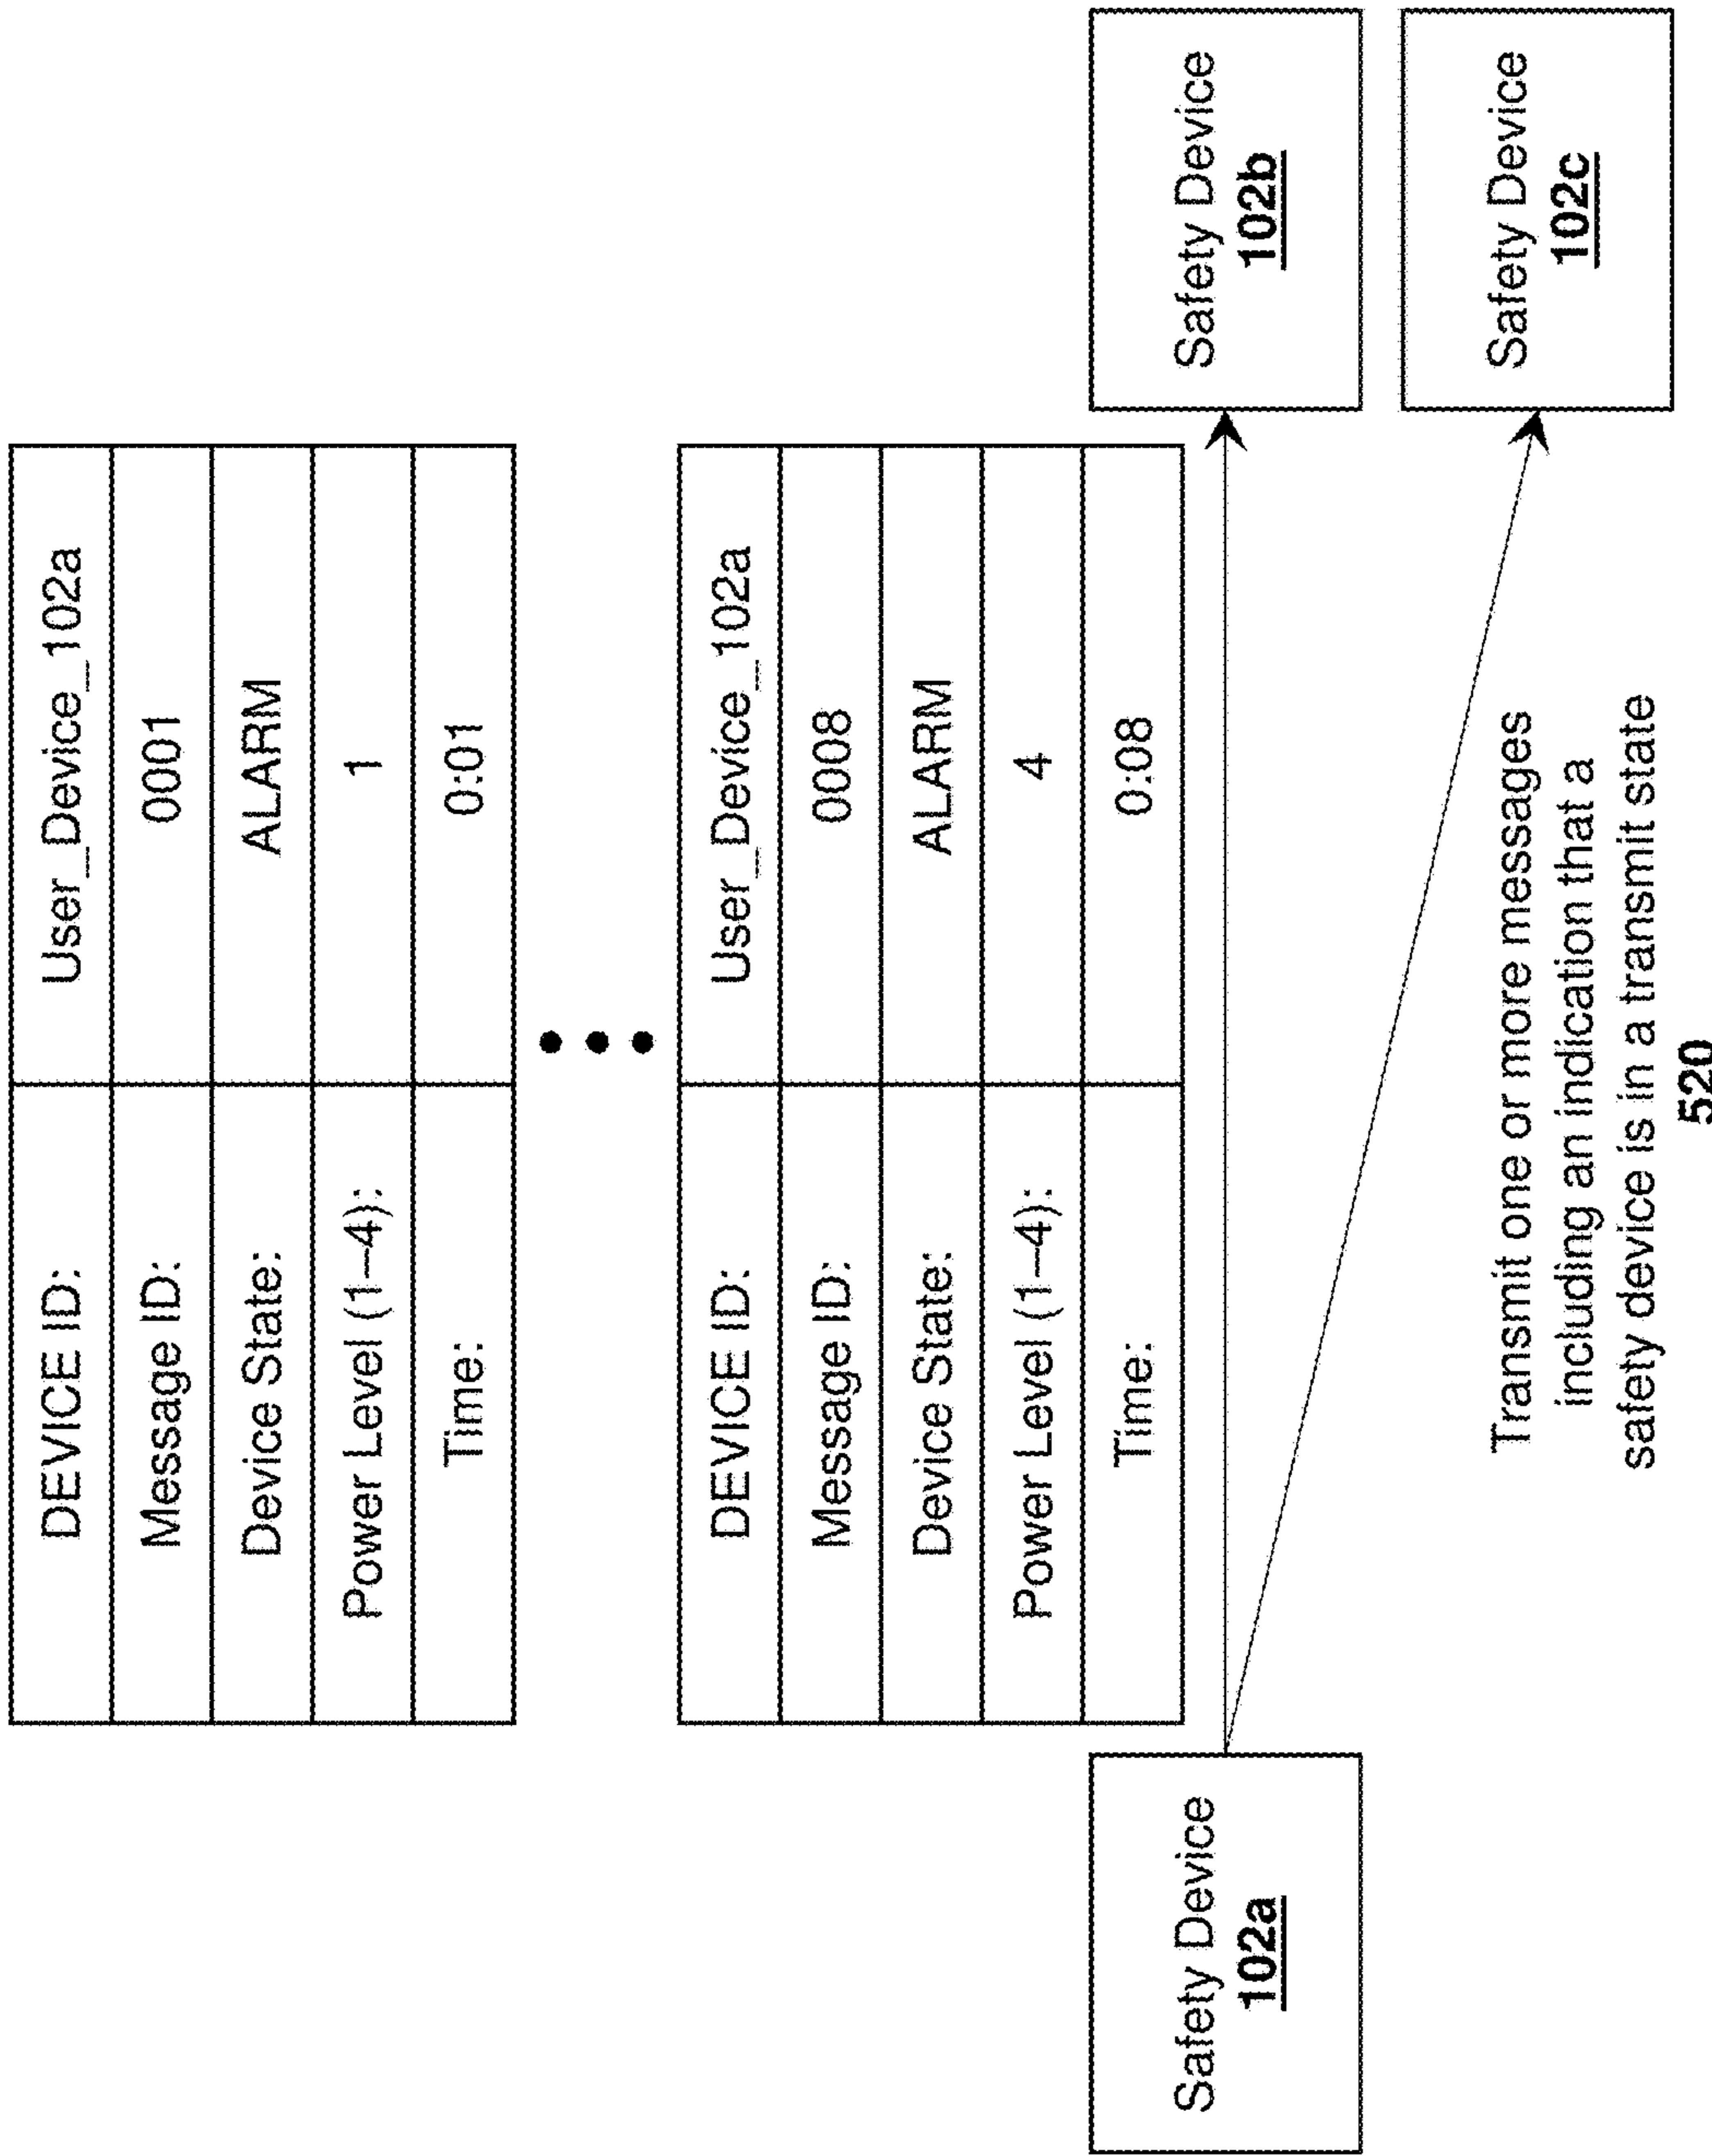 DEVICE ID: User_Device_102a
Message ID: 0001
Device State: ALARM
Power Level (1–4): 1
Time: 0:01
DEVICE ID: User_Device_102a
Message ID: 0008
Device State: ALARM
Power Level (1–4): 4
Time: 0:08
Safety Device
102a
Safety Device
102b
Safety Device
102c
Transmit one or more messages
including an indication that a
safety device is in a transmit state
520